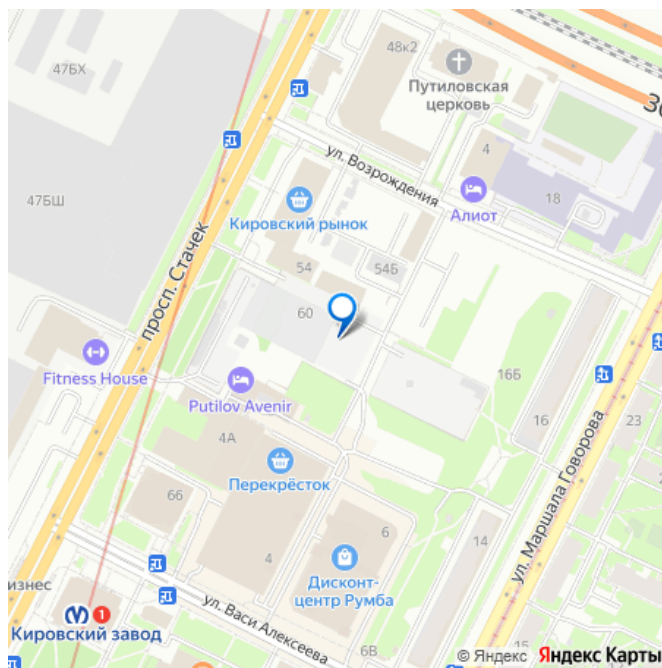 48к2
47БХ
Путиловская
церковь
4
ул. Возрождения
18
Алиот
47БШ
Кировский рынок
просп. Стачек
54
54Б
60
Fitness House
Putilov Avenir
16Б
16
23
4А
Перекрёсток
ул. Маршала Говорова
66
6
14
4
Дисконт-
центр Румба
изнес
ул. Васи Алексеева
1
Кировский завод
6В
15
© Яндекс Яндекс Карты